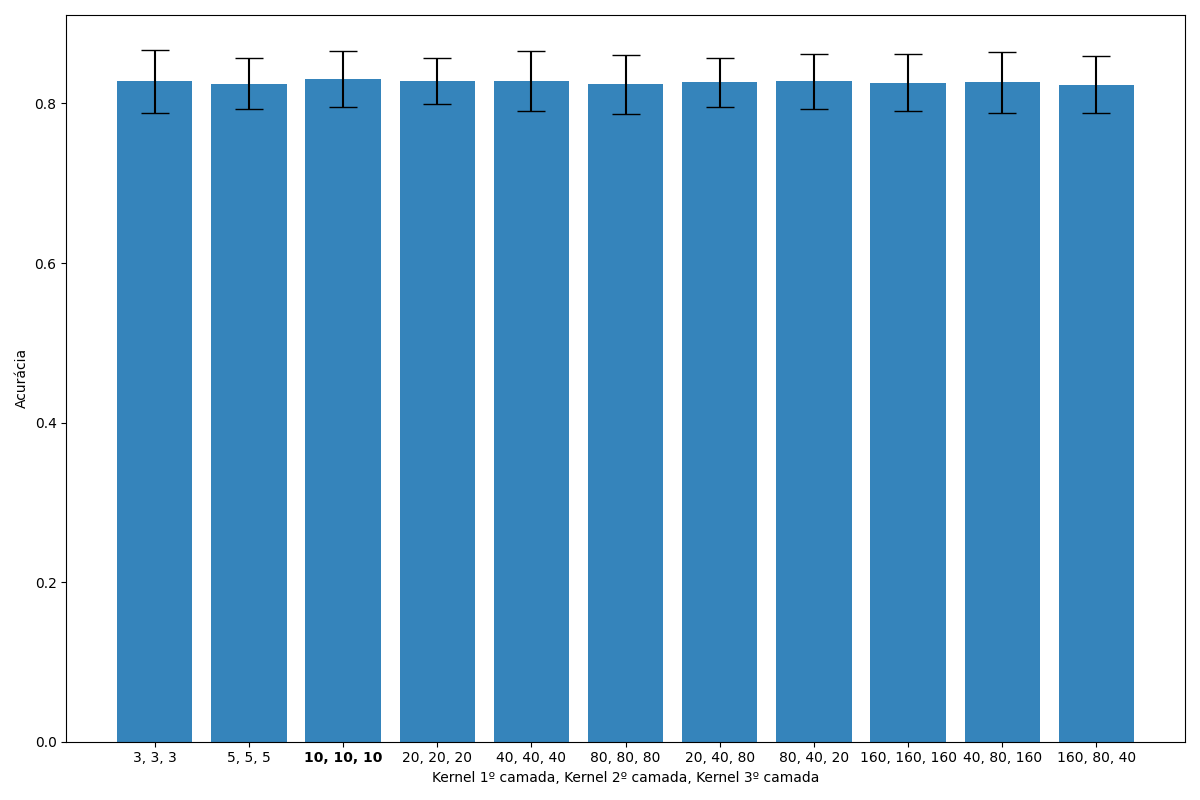 Acurácia
0.8
0.6
0.4
0.2
0.0
3, 3, 3
5, 5, 5
10, 10, 10
20, 20, 20
40, 40, 40
80, 80, 80
20, 40, 80
80, 40, 20
160, 160, 160
40, 80, 160
160, 80, 40
Kernel 1º camada, Kernel 2º camada, Kernel 3º camada